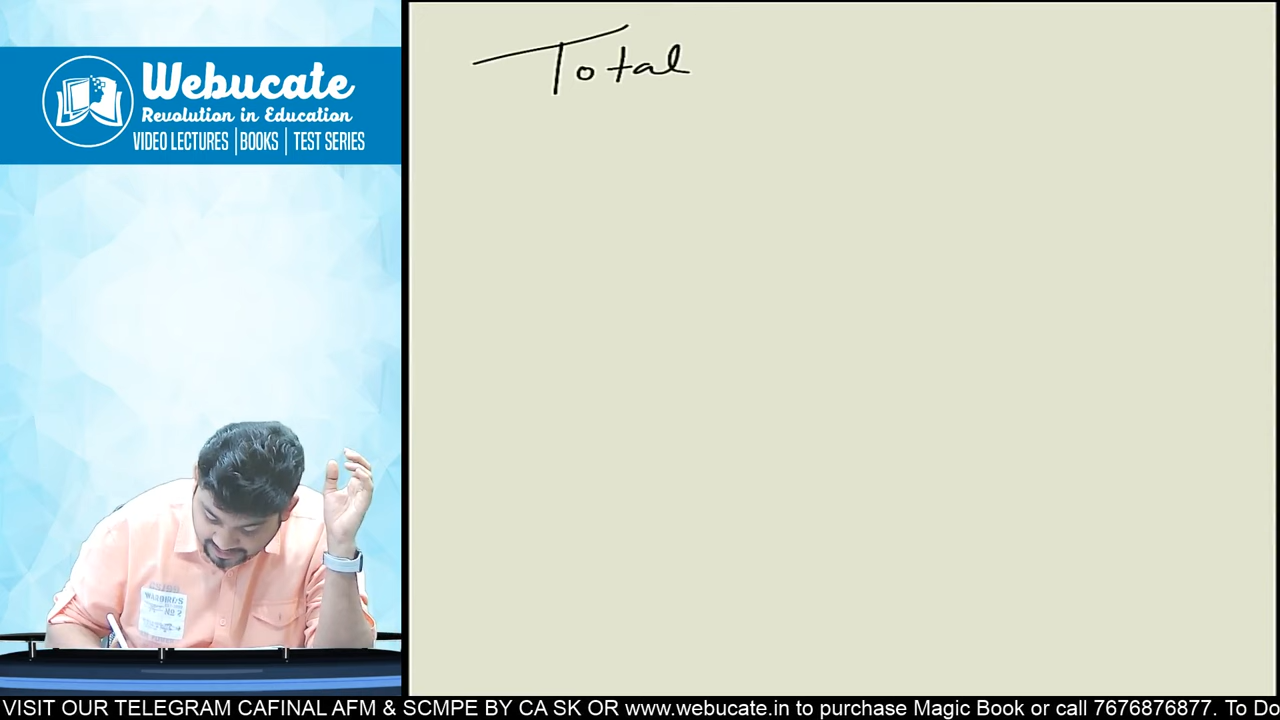 Total
Webucate
Revolution in Education
VIDEO LECTURES | BOOKS | TEST SERIES
VISIT OUR TELEGRAM CAFINAL AFM & SCMPE BY CA SK OR www.webucate.in to purchase Magic Book or call 7676876877. To Do